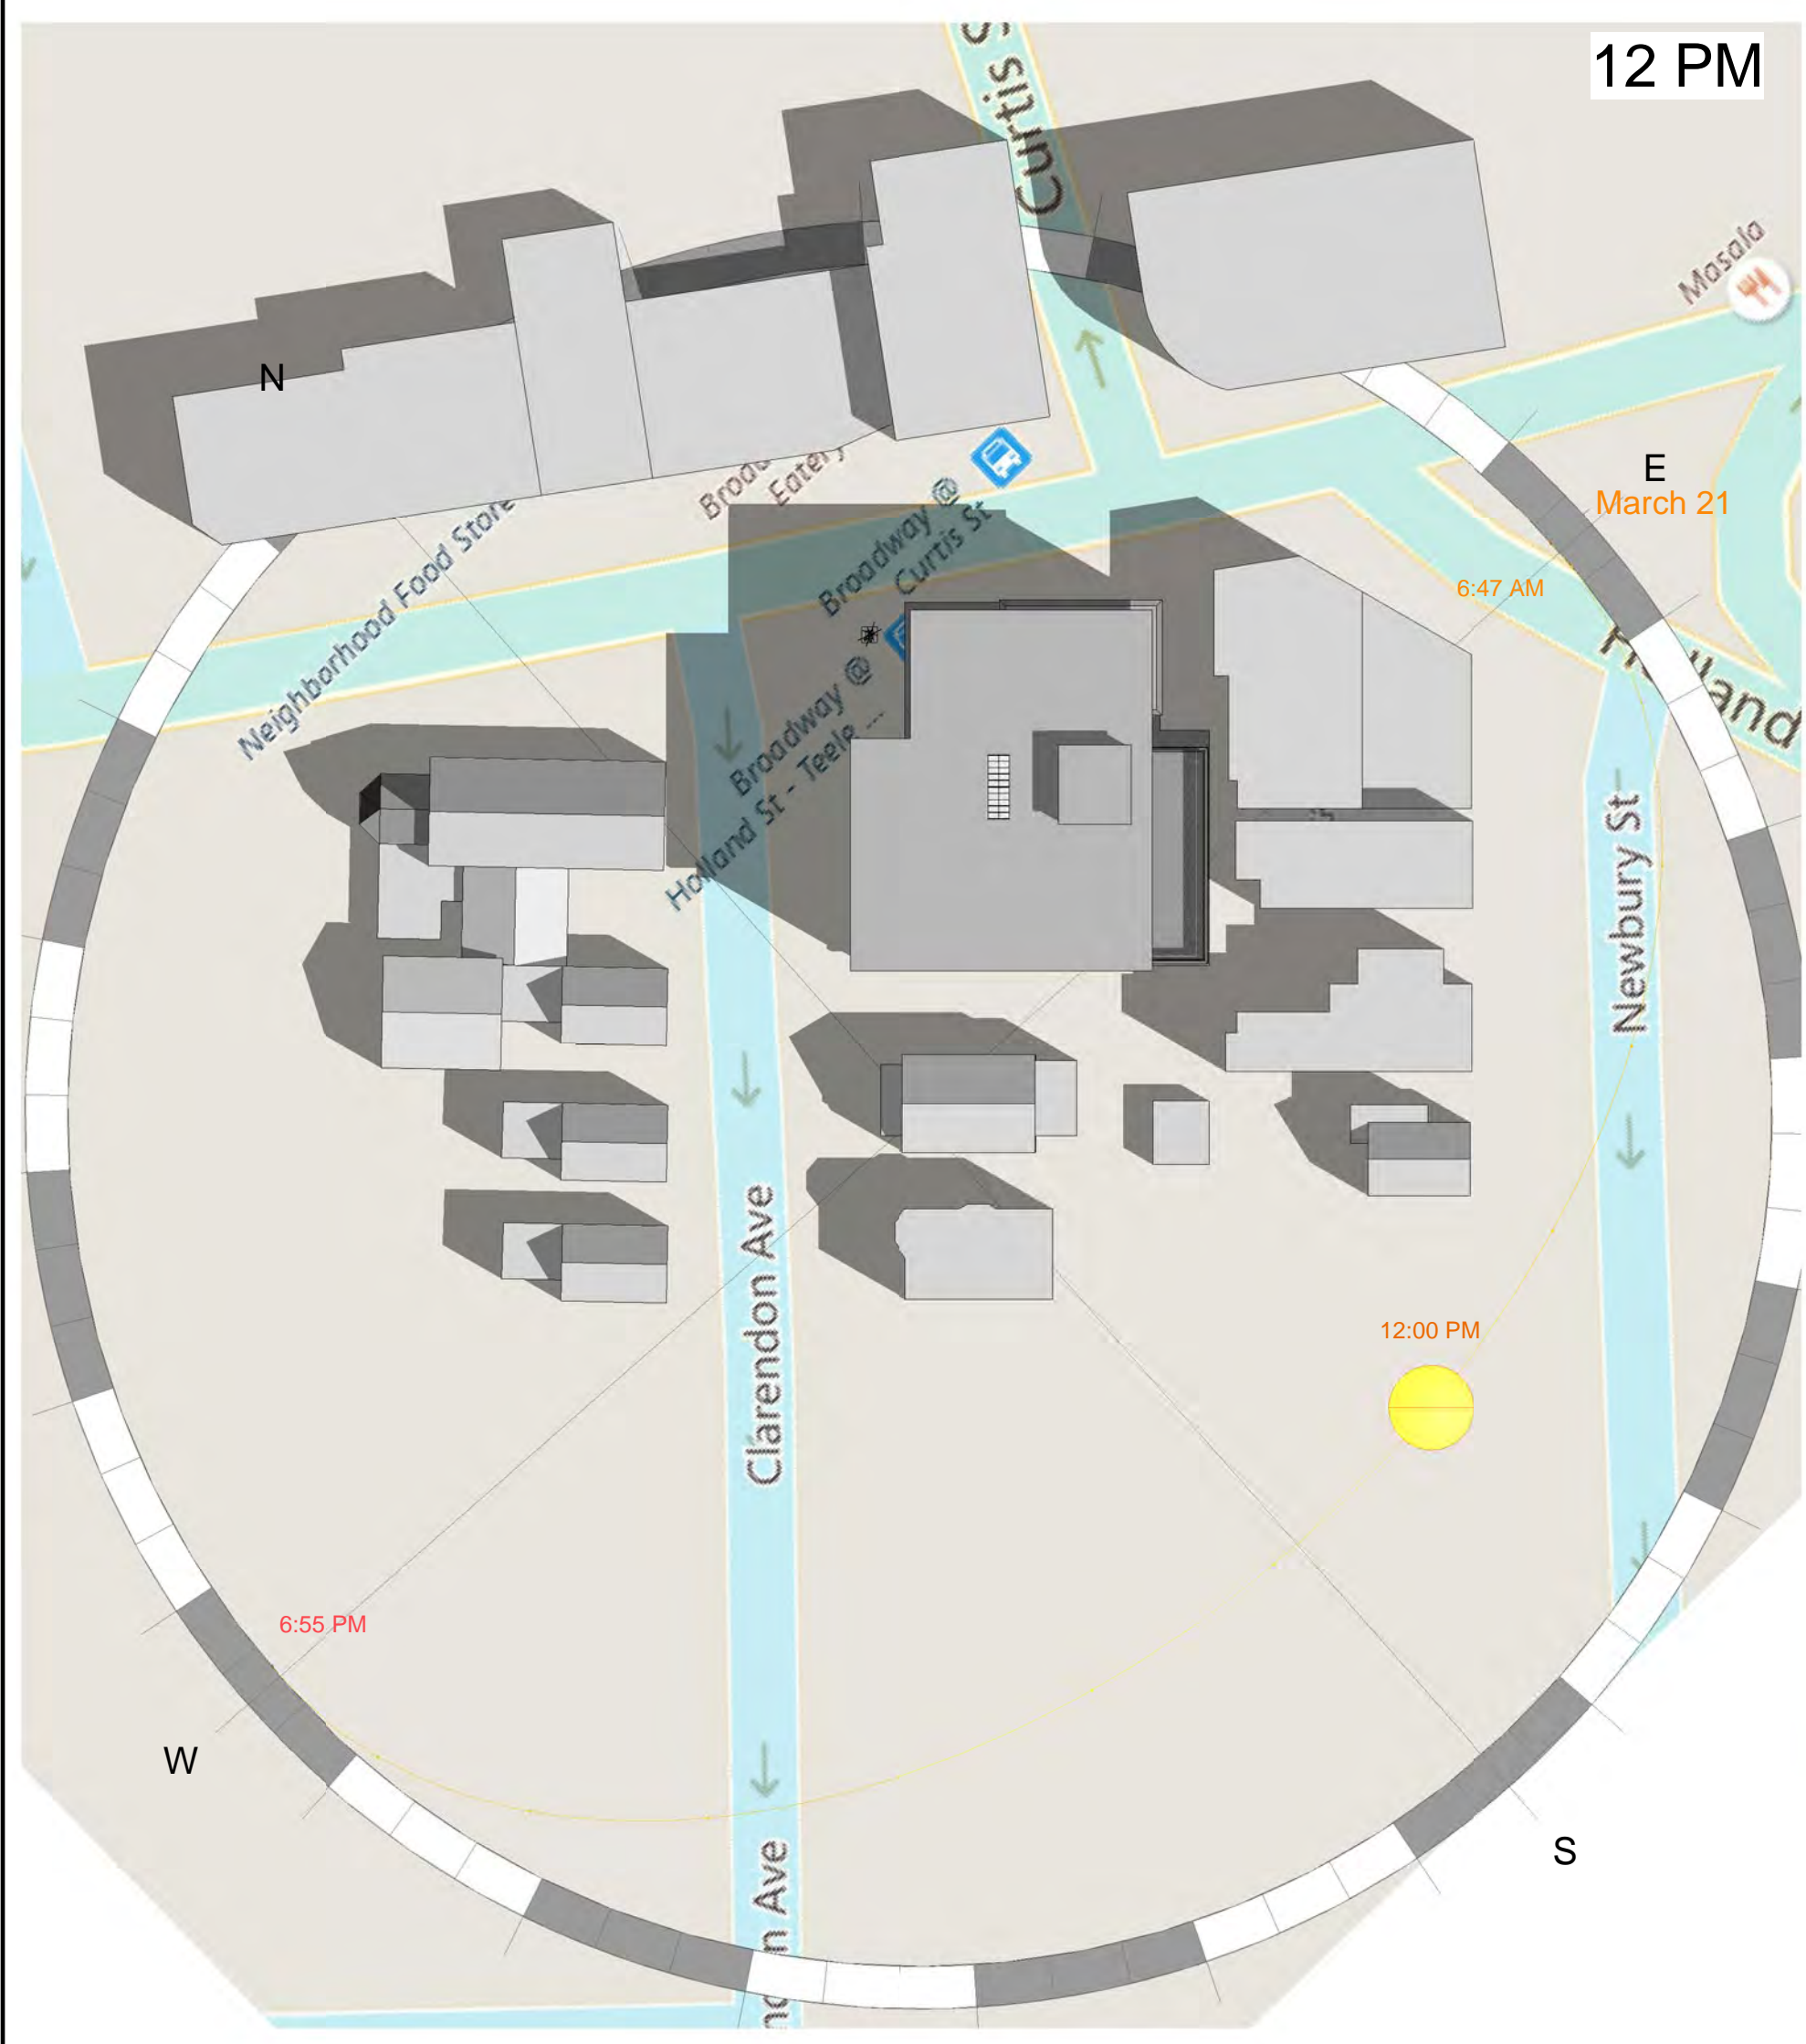 12 PM
Curtis S
Masala
N
E
March 21
Eatery
Broadway @
Curtis St
Neighborhood Food Store
6:47 AM
Broadway @
Holland St - Teele ...
Holland
Newbury St
Clarendon Ave
12:00 PM
6:55 PM
W
S
n Ave